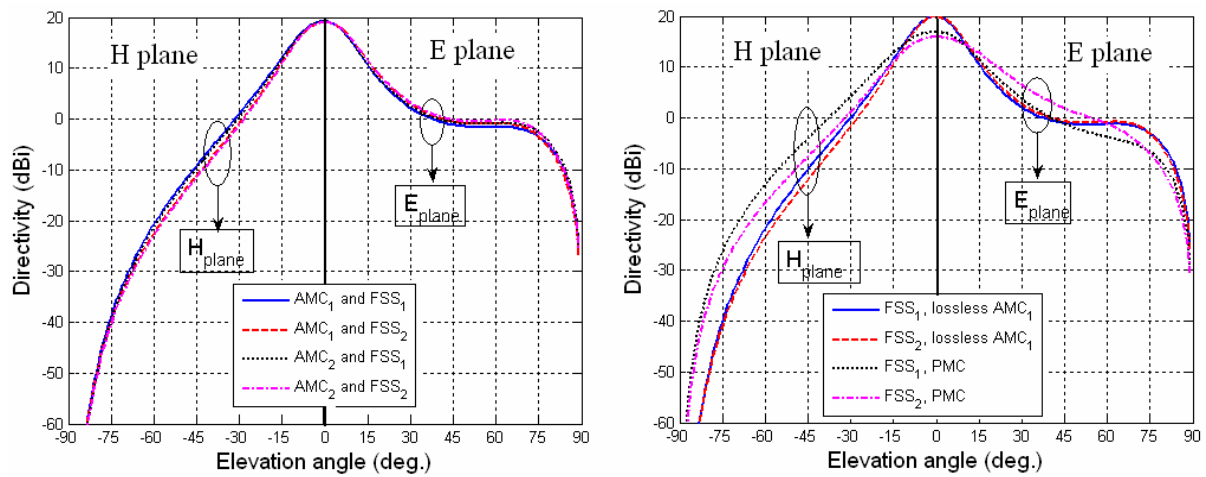 20
10
0
-10
-20
-30
-40
-50
-60
Directivity (dBi)
H plane
E plane
H plane
E plane
AMC1 and FSS1
AMC1 and FSS2
AMC2 and FSS1
AMC2 and FSS2
-90 -75 -60 -45 -30 -15 0 15 30 45 60 75 90
Elevation angle (deg.)
20
10
0
-10
-20
-30
-40
-50
-60
Directivity (dBi)
H plane
E plane
E plane
H plane
FSS1, lossless AMC1
FSS2, lossless AMC1
FSS1, PMC
FSS2, PMC
-90 -75 -60 -45 -30 -15 0 15 30 45 60 75 90
Elevation angle (deg.)